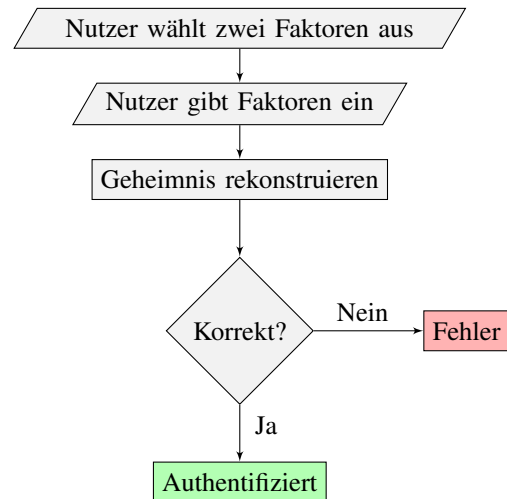 Nutzer wählt zwei Faktoren aus
Nutzer gibt Faktoren ein
Geheimnis rekonstruieren
Korrekt?
Nein
Fehler
Ja
Authentifiziert